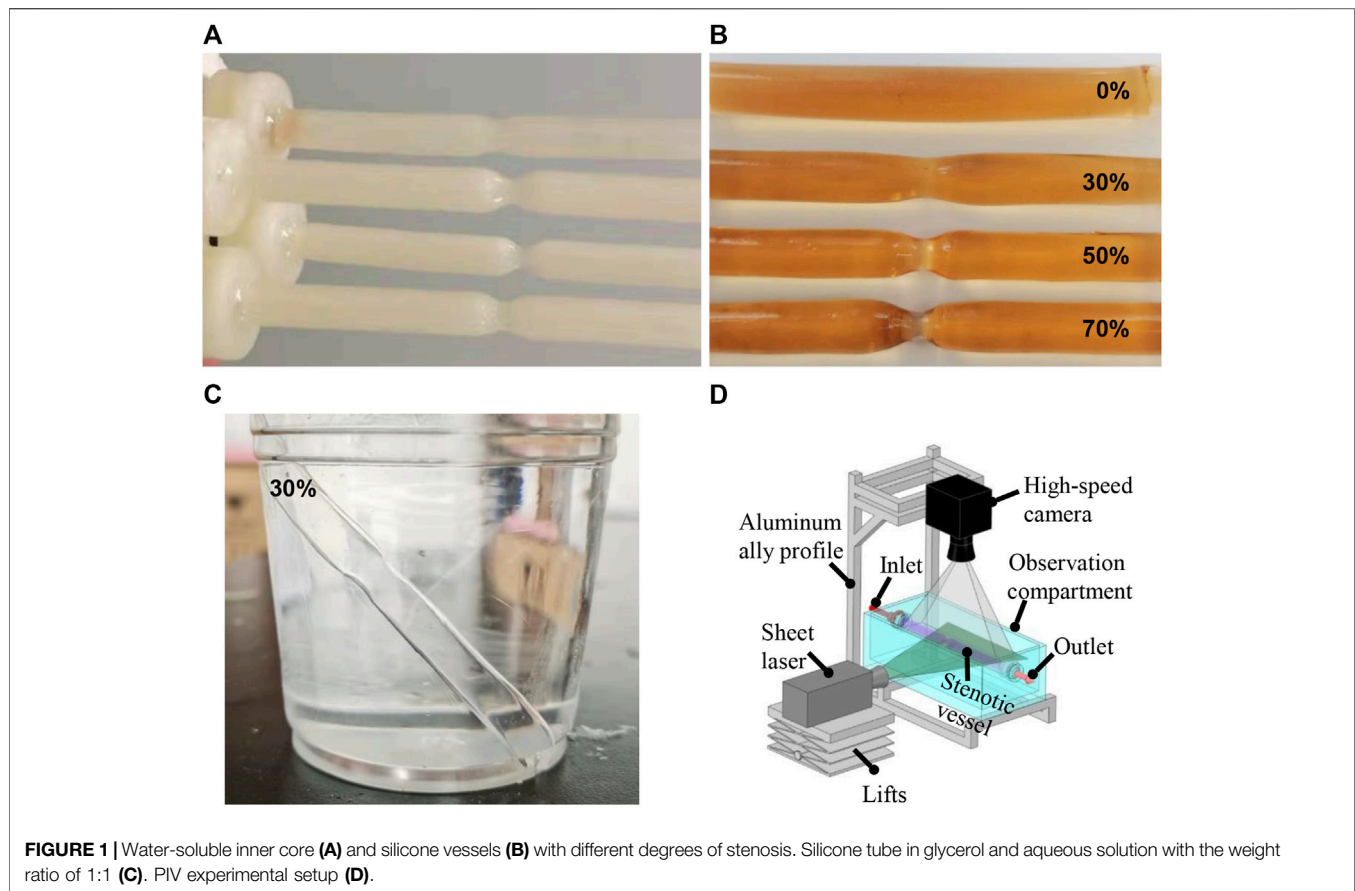 A
B
0%
30%
50%
70%
C
D
30%
High-speed
camera
Aluminum
ally profile
Inlet
Observation
compartment
Sheet
laser
Outlet
Stenotic
vessel
Lifts
FIGURE 1 | Water-soluble inner core (A) and silicone vessels (B) with different degrees of stenosis. Silicone tube in glycerol and aqueous solution with the weight
ratio of 1:1 (C). PIV experimental setup (D).